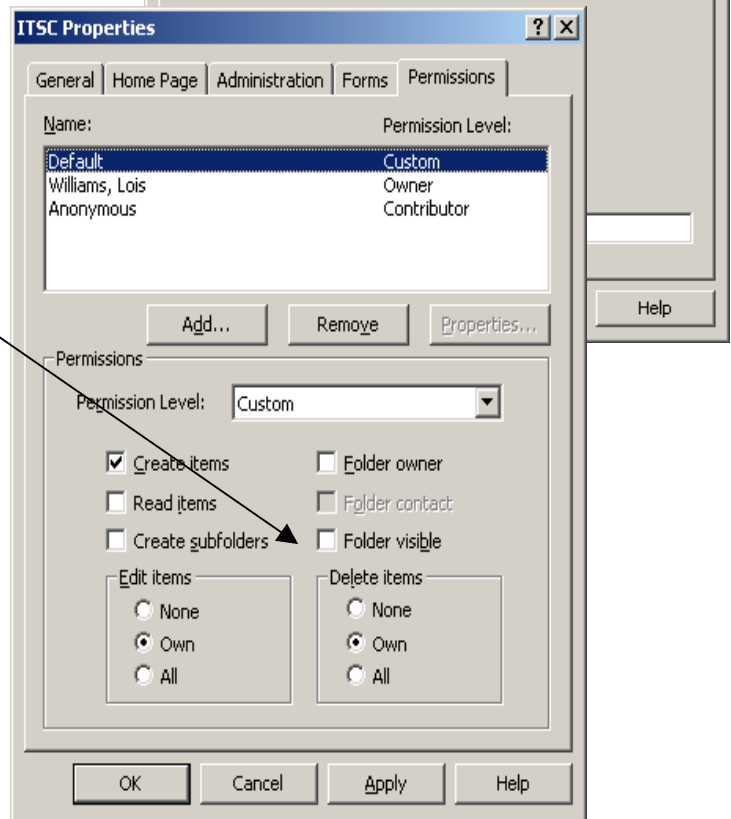 ITSC Properties
General Home Page Administration Forms Permissions
Name: Permission Level:
Default Custom
Williams, Lois Owner
Anonymous Contributor
Add... Remove Properties...
Help
Permissions
Permission Level: Custom
Create items Folder owner
Read items Folder contact
Create subfolders Folder visible
Edit items Delete items
None None
Own Own
All All
OK Cancel Apply Help